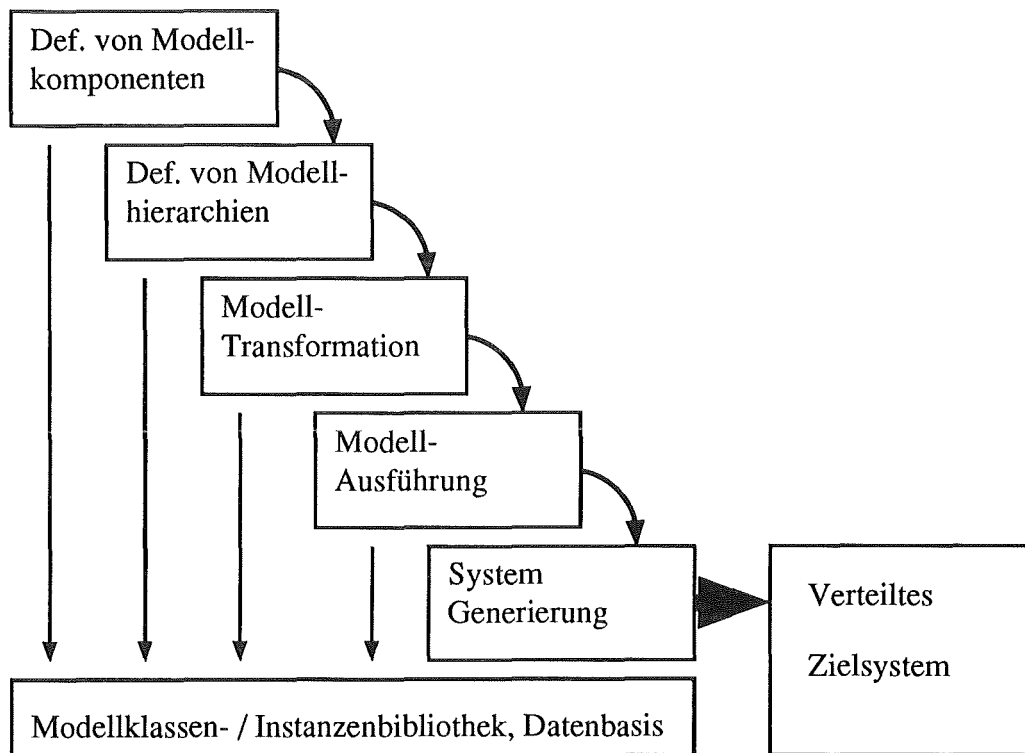 Def. von Modell-
komponenten
Def. von Modell-
hierarchien
Modell-
Transformation
Modell-
Ausführung
System
Generierung
Verteiltes
Zielsystem
Modellklassen- / Instanzenbibliothek, Datenbasis